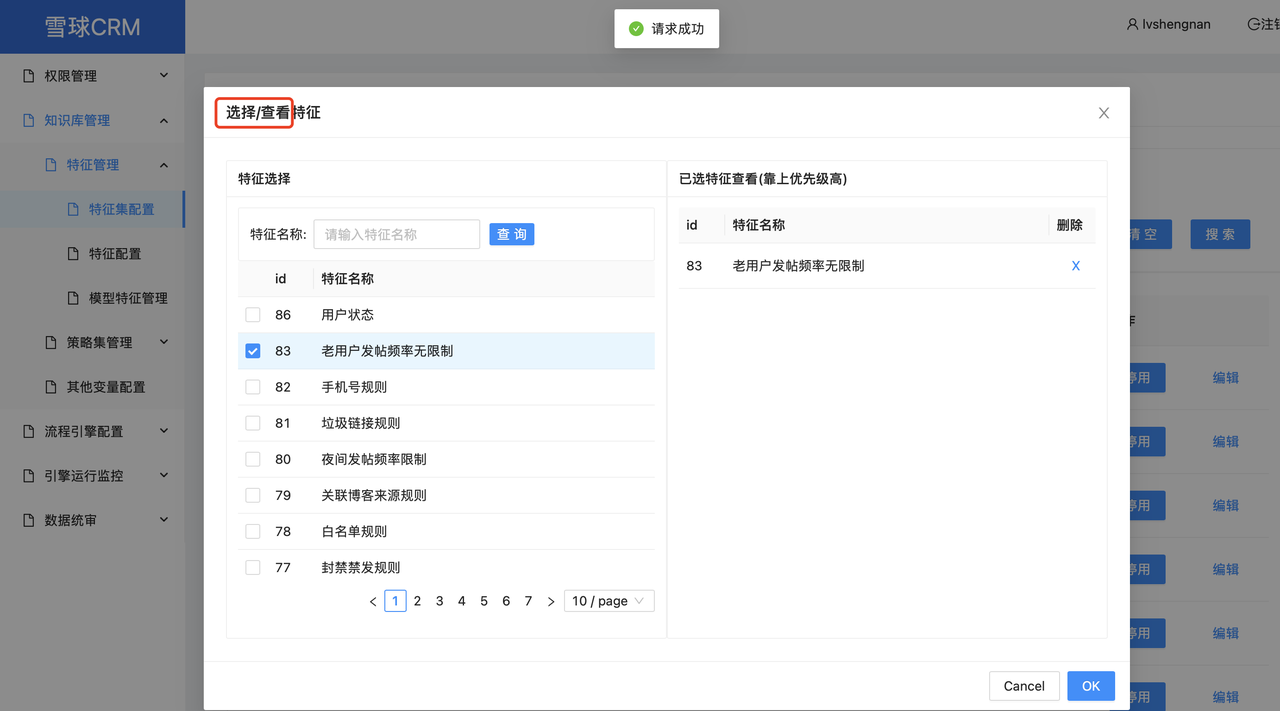 雪球CRM
请求成功
lvshengnan
权限管理
知识库管理
特征管理
特征集配置
特征配置
模型特征管理
策略集管理
其他变量配置
流程引擎配置
引擎运行监控
数据统审
选择/查看特征
特征选择
特征名称: 请输入特征名称 查 询
id 特征名称
86 用户状态
83 老用户发帖频率无限制
82 手机号规则
81 垃圾链接规则
80 夜间发帖频率限制
79 关联博客来源规则
78 白名单规则
77 封禁禁发规则
1 2 3 4 5 6 7 10 / page
已选特征查看(靠上优先级高)
id 特征名称 删除
83 老用户发帖频率无限制 X
Cancel OK
空 搜 索
用 编辑
用 编辑
用 编辑
用 编辑
用 编辑
用 编辑